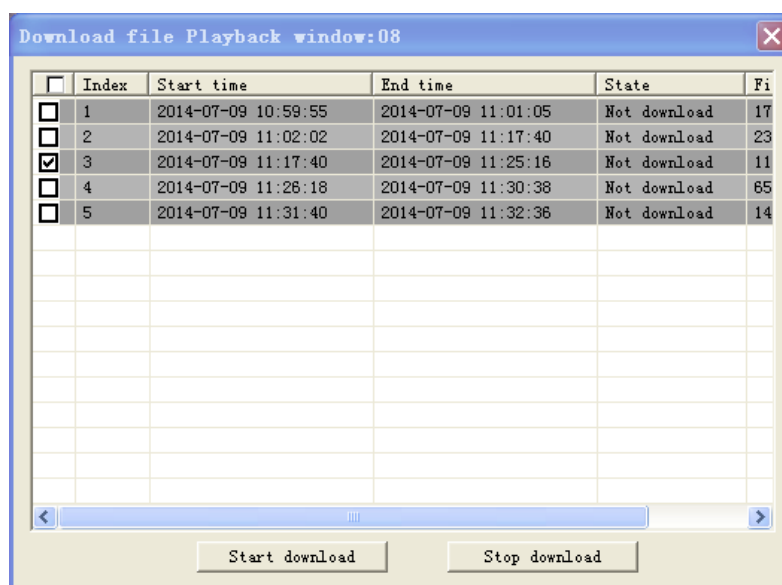 Download file Playback window:08
Index Start time End time State Fi
1 2014-07-09 10:59:55 2014-07-09 11:01:05 Not download 17
2 2014-07-09 11:02:02 2014-07-09 11:17:40 Not download 23
3 2014-07-09 11:17:40 2014-07-09 11:25:16 Not download 11
4 2014-07-09 11:26:18 2014-07-09 11:30:38 Not download 65
5 2014-07-09 11:31:40 2014-07-09 11:32:36 Not download 14
Start download Stop download